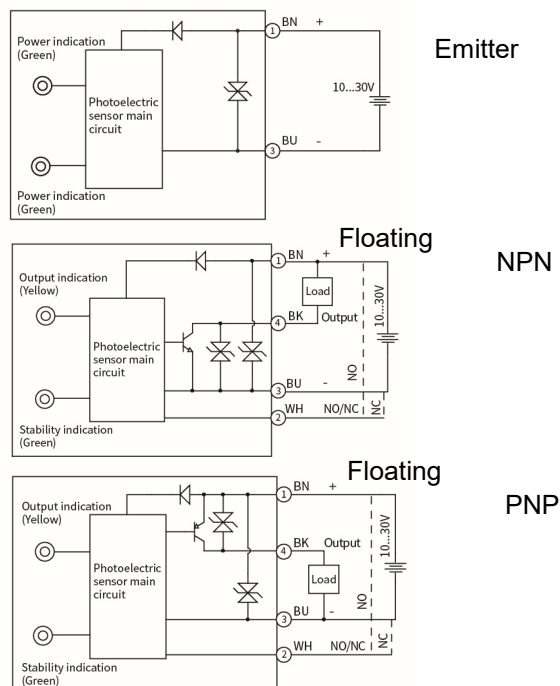 Power indication
(Green)
Photoelectric
sensor main
circuit
Power indication
(Green)
1 BN +
10...30V
3 BU -
Emitter
Floating
NPN
Output indication
(Yellow)
Photoelectric
sensor main
circuit
Stability indication
(Green)
1 BN +
Load
4 BK Output
10...30V
NO
3 BU -
2 WH NO/NC
NC
Floating
PNP
Output indication
(Yellow)
Photoelectric
sensor main
circuit
Stability indication
(Green)
1 BN +
4 BK Output
Load
10...30V
NO
3 BU -
2 WH NO/NC
NC